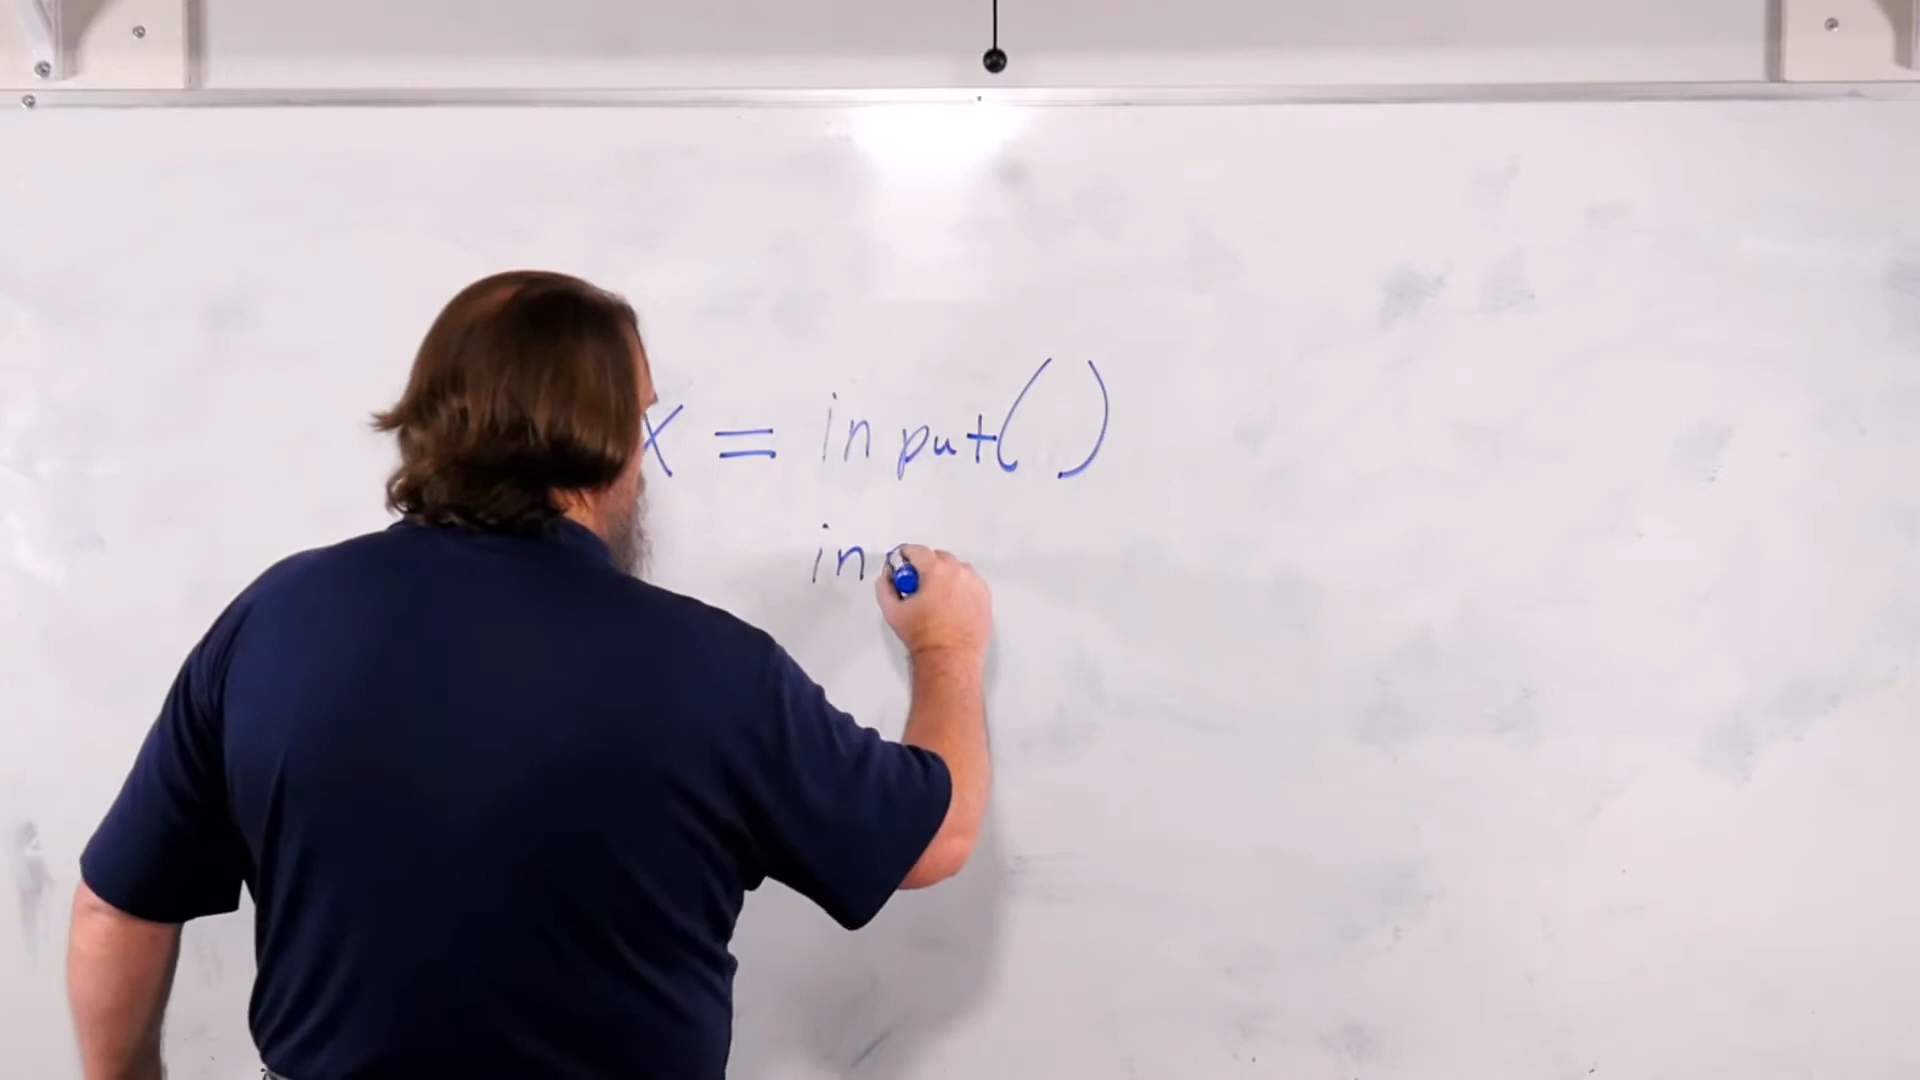 x = input()
in